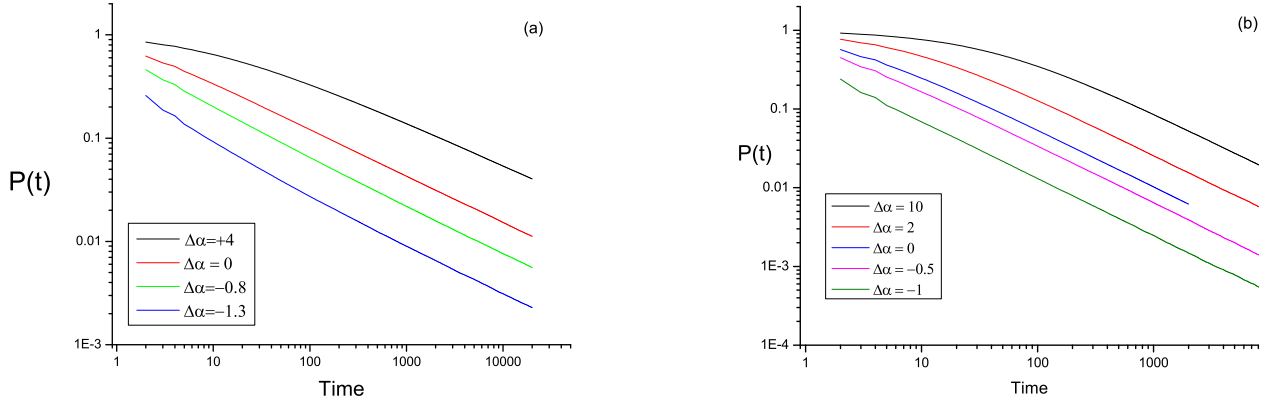 (a)
1
0.1
0.01
1E-3
P(t)
Δα=+4
Δα = 0
Δα=−0.8
Δα=−1.3
1
10
100
1000
10000
Time
(b)
1
0.1
0.01
1E-3
1E-4
P(t)
Δα = 10
Δα = 2
Δα = 0
Δα = −0.5
Δα = −1
1
10
100
1000
Time